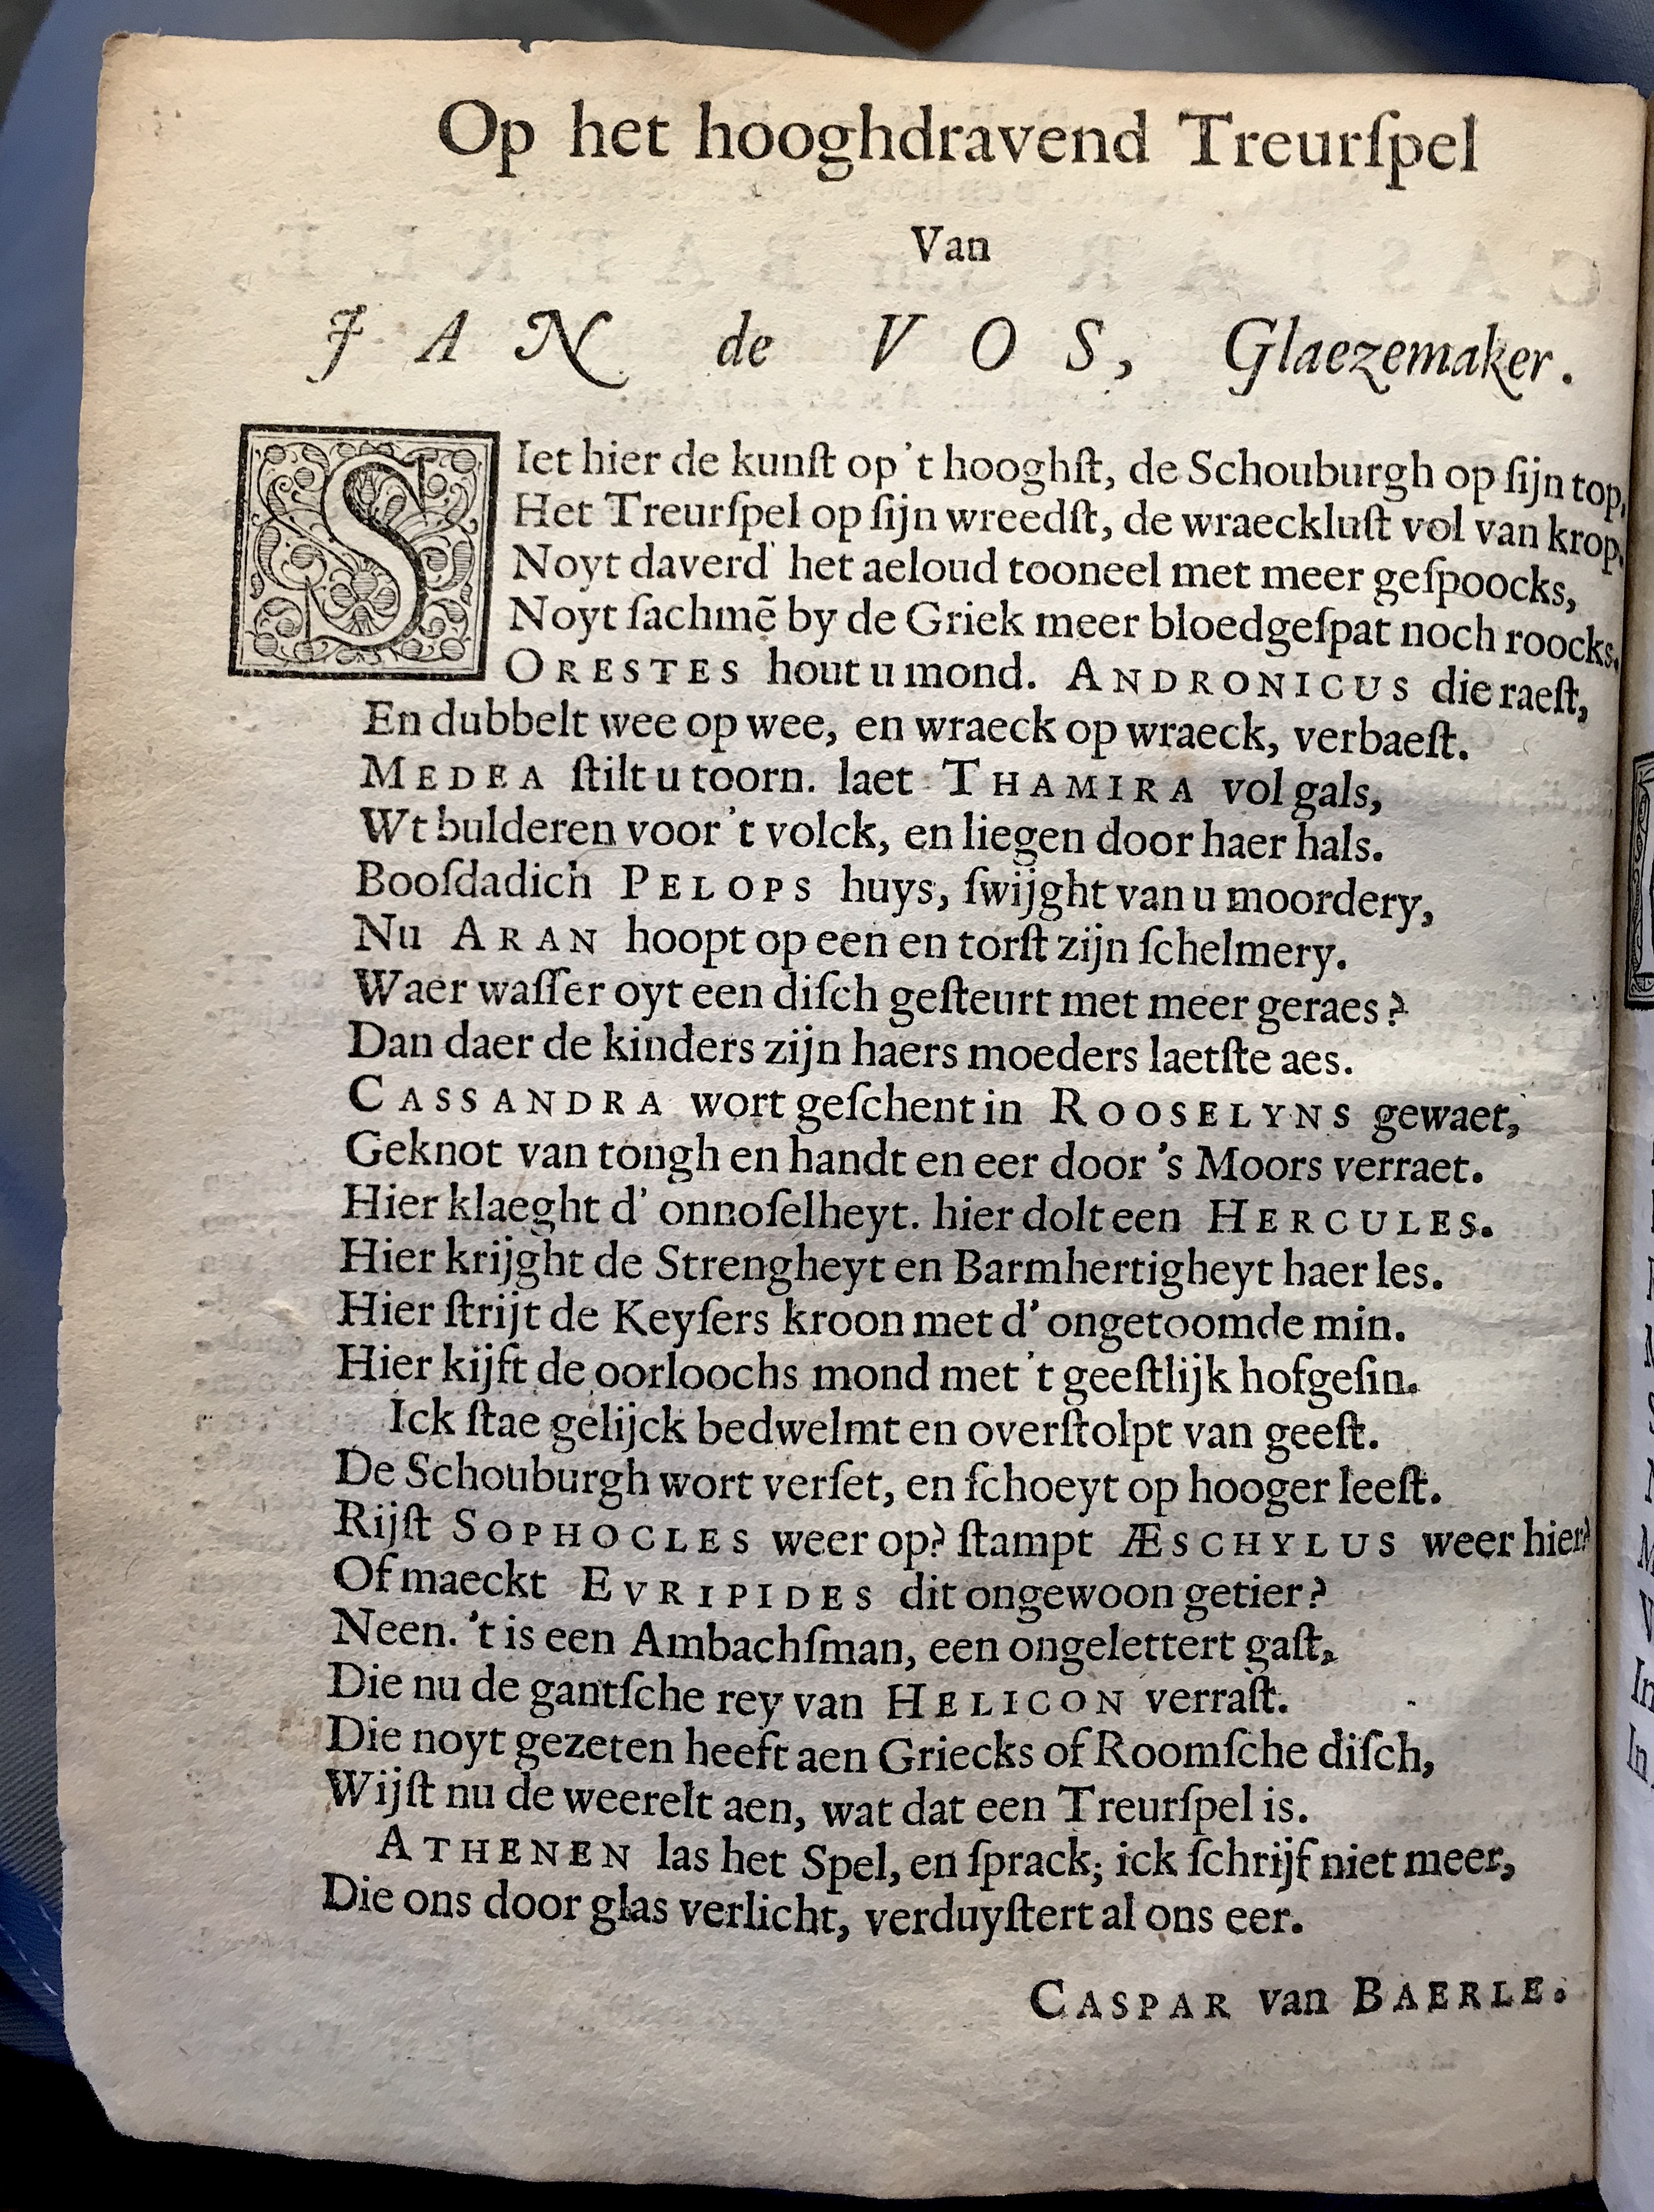 Op het hooghdravend Treurſpel
Van
JAN de VOS, Glaezemaker.
SIet hier de kunſt op 't hooghſt, de Schouburgh op ſijn top,
Het Treurſpel op ſijn wreedſt, de wraeckluſt vol van krop.
Noyt daverd' het aeloud tooneel met meer geſpoocks,
Noyt ſachmẽ by de Griek meer bloedgeſpat noch roocks.
ORESTES hout u mond. ANDRONICUS die raeſt,
En dubbelt wee op wee, en wraeck op wraeck, verbaeſt.
MEDEA ſtilt u toorn. laet THAMIRA vol gals,
Wt bulderen voor 't volck, en liegen door haer hals.
Booſdadich PELOPS huys, ſwijght van u moordery,
Nu ARAN hoopt op een en torſt zijn ſchelmery.
Waer waſſer oyt een diſch geſteurt met meer geraes?
Dan daer de kinders zijn haers moeders laetſte aes.
CASSANDRA wort geſchent in ROOSELYNS gewaet,
Geknot van tongh en handt en eer door 's Moors verraet.
Hier klaeght d' onnoſelheyt. hier dolt een HERCULES.
Hier krijght de Strengheyt en Barmhertigheyt haer les.
Hier ſtrijt de Keyſers kroon met d' ongetoomde min.
Hier kijft de oorloochs mond met 't geeſtlijk hofgeſin.
Ick ſtae gelijck bedwelmt en overſtolpt van geeſt.
De Schouburgh wort verſet, en ſchoeyt op hooger leeſt.
Rijſt SOPHOCLES weer op? ſtampt ÆSCHYLUS weer hier?
Of maeckt EVRIPIDES dit ongewoon getier?
Neen. 't is een Ambachſman, een ongelettert gaſt,
Die nu de gantſche rey van HELICON verraſt.
Die noyt gezeten heeft aen Griecks of Roomſche diſch,
Wijſt nu de weerelt aen, wat dat een Treurſpel is.
ATHENEN las het Spel, en ſprack; ick ſchrijf niet meer,
Die ons door glas verlicht, verduyſtert al ons eer.
CASPAR van BAERLE.